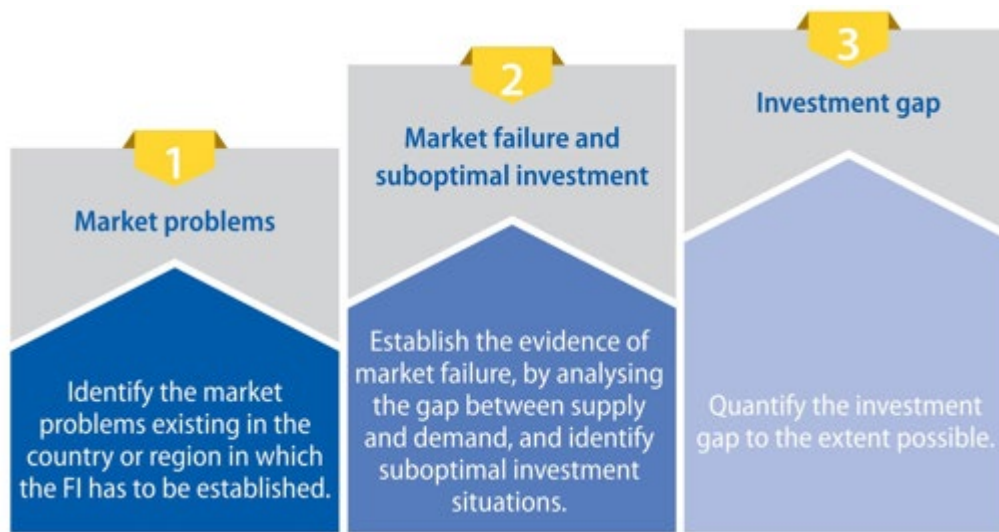 1
Market problems
Identify the market
problems existing in the
country or region in which
the FI has to be established.
2
Market failure and
suboptimal investment
Establish the evidence of
market failure, by analysing
the gap between supply
and demand, and identify
suboptimal investment
situations.
3
Investment gap
Quantify the investment
gap to the extent possible.